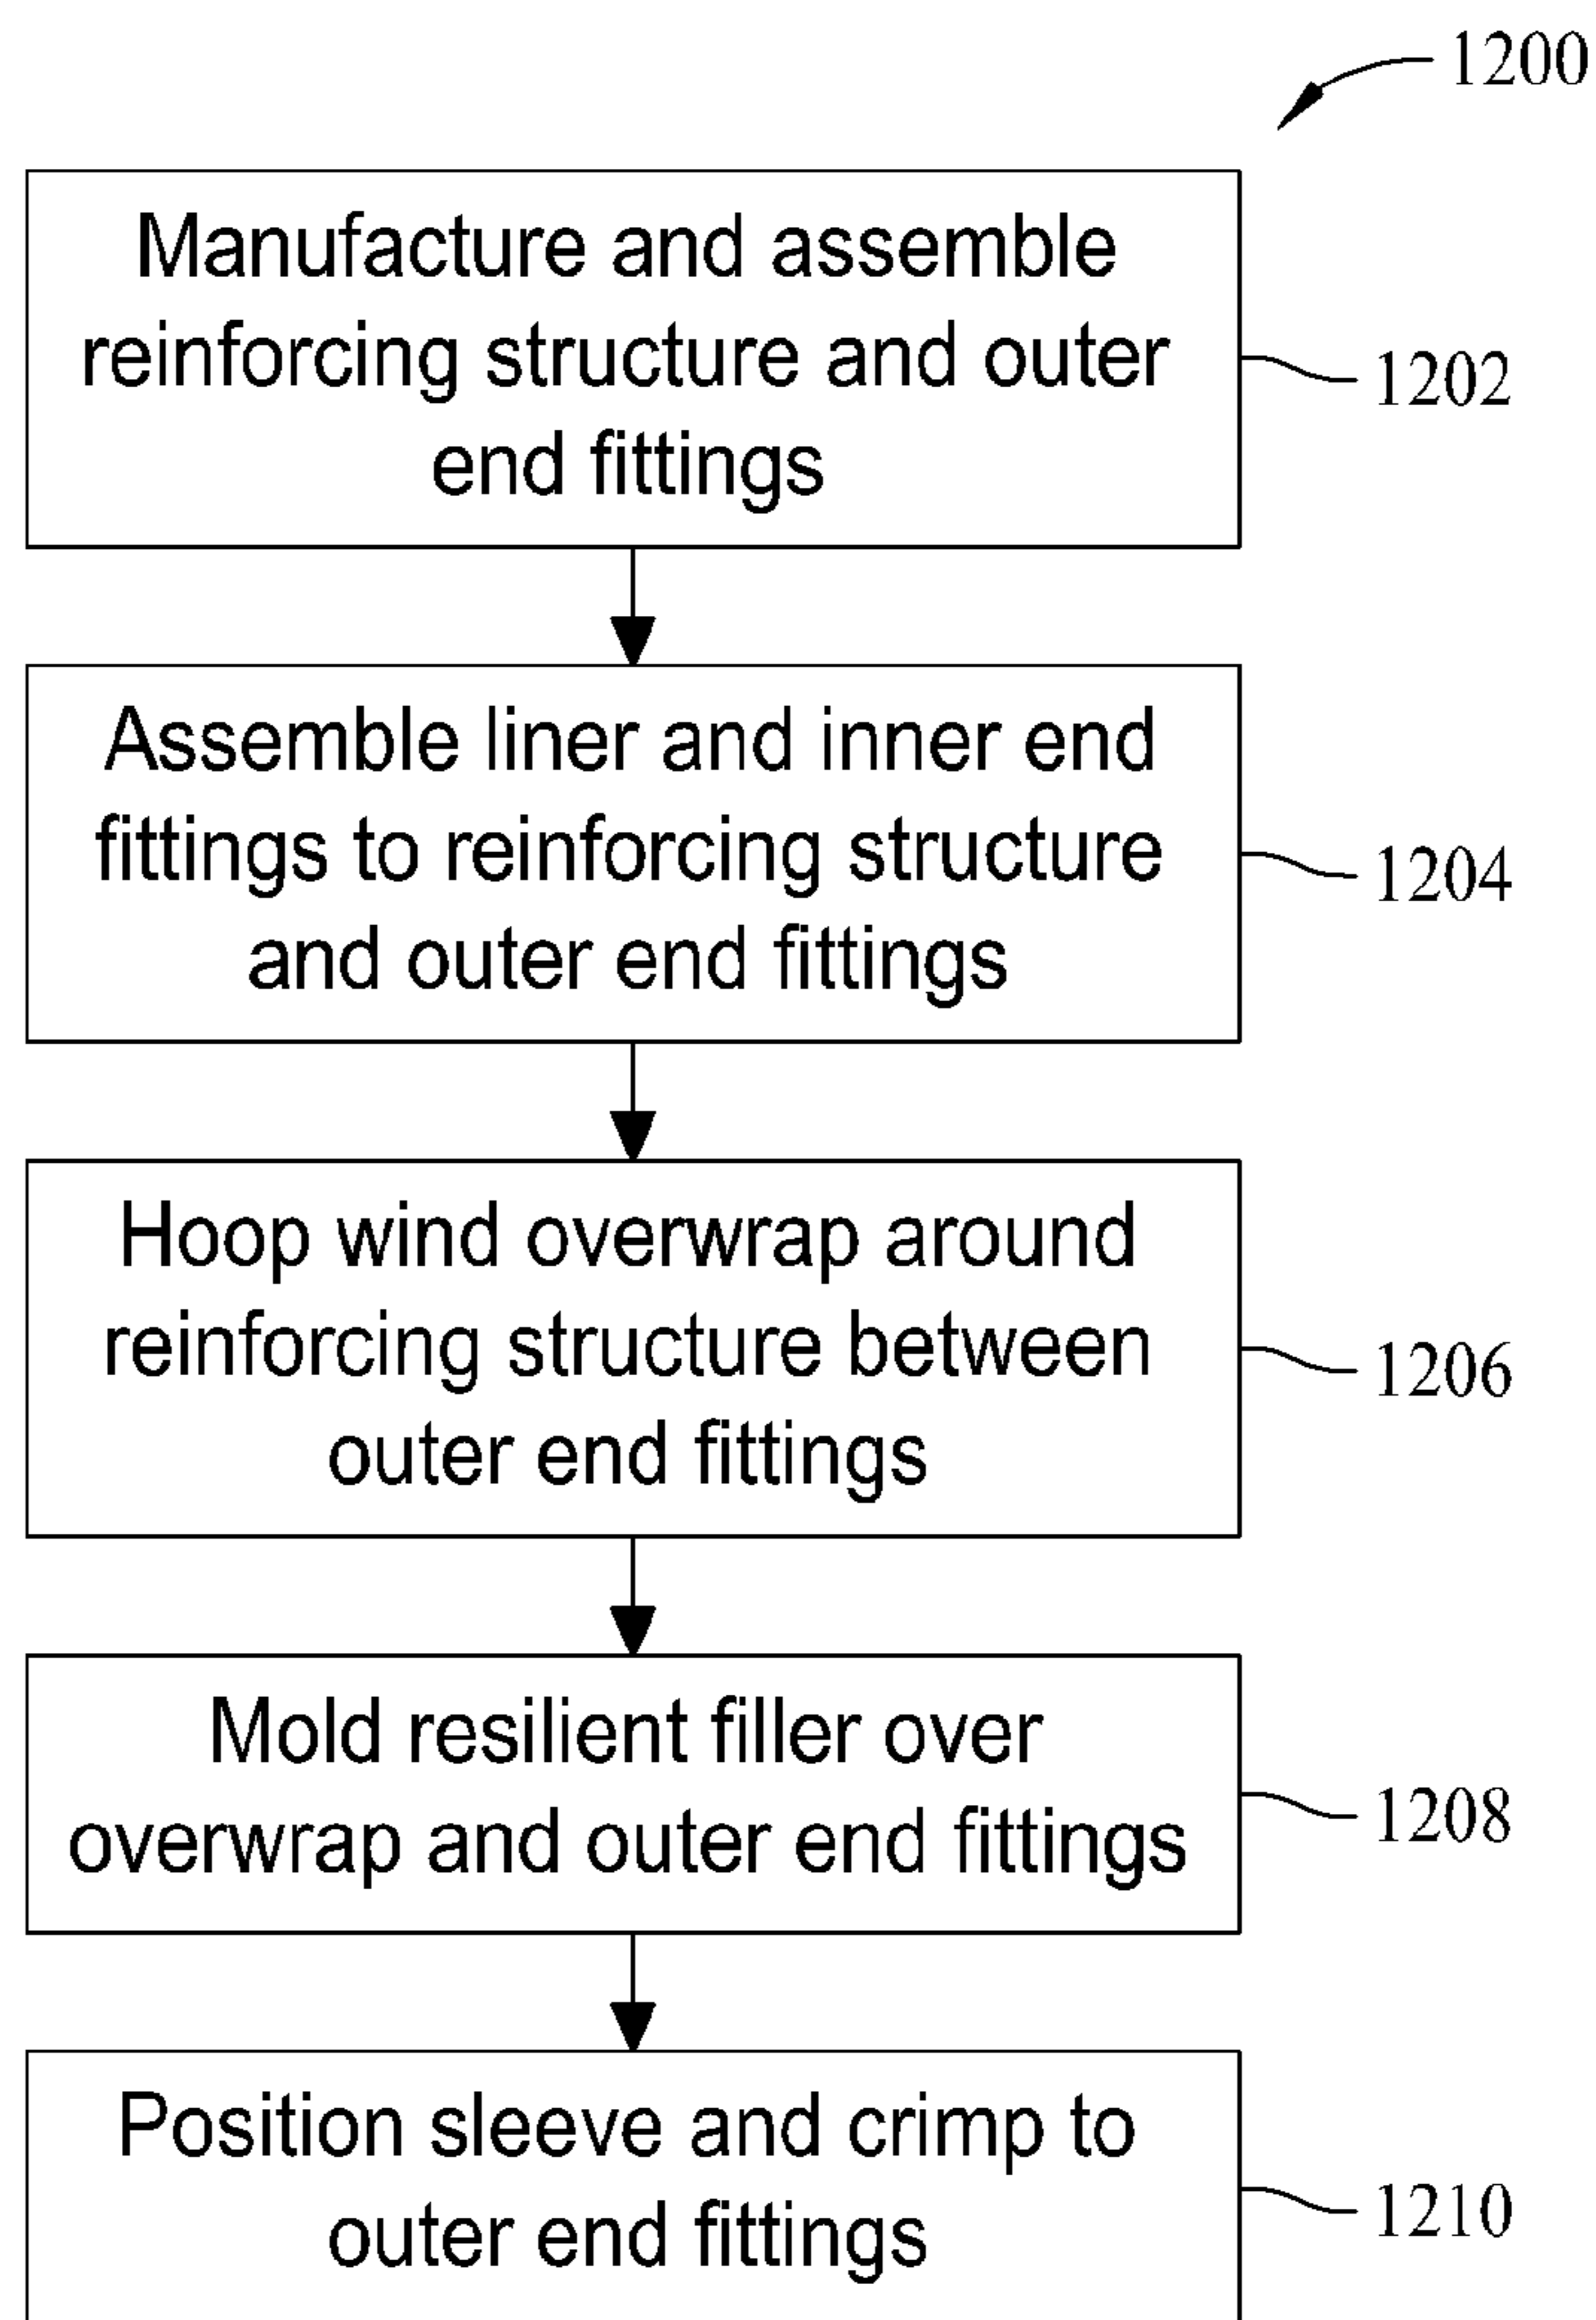 1200
Manufacture and assemble
reinforcing structure and outer
end fittings
1202
Assemble liner and inner end
fittings to reinforcing structure
and outer end fittings
1204
Hoop wind overwrap around
reinforcing structure between
outer end fittings
1206
Mold resilient filler over
overwrap and outer end fittings
1208
Position sleeve and crimp to
outer end fittings
1210